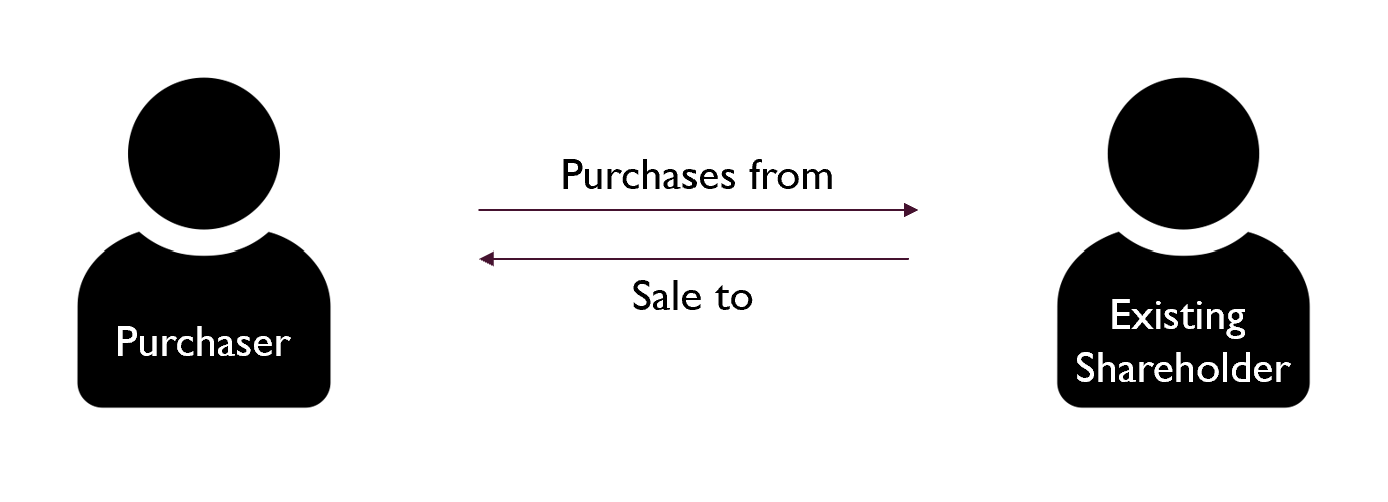 Purchases from
Sale to
Purchaser
Existing
Shareholder